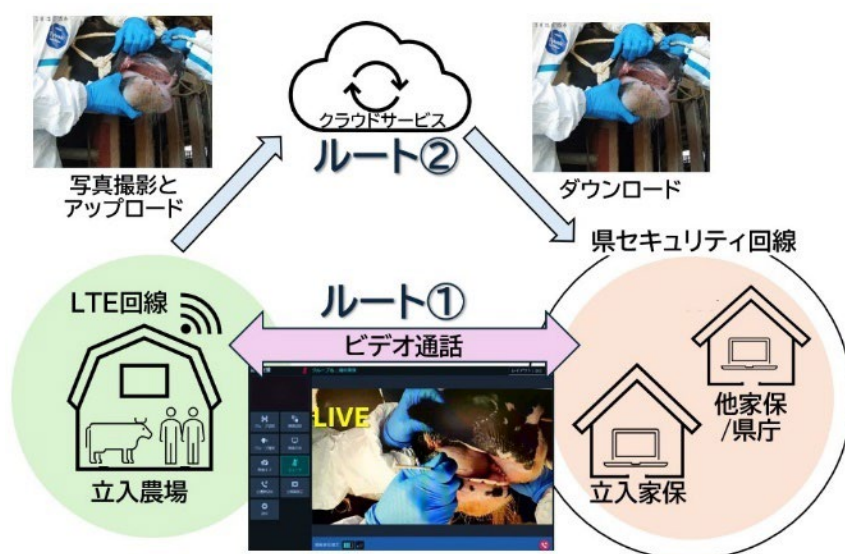 クラウドサービス
ルート②
写真撮影と
アップロード
ダウンロード
県セキュリティ回線
LTE回線
ルート①
ビデオ通話
LIVE
他家保
/県庁
立入農場
立入家保